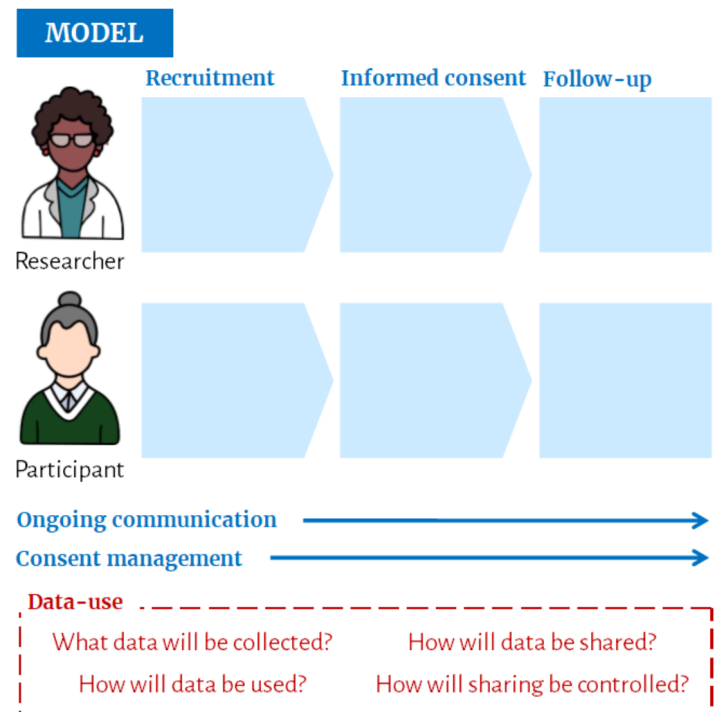 MODEL
Recruitment Informed consent Follow-up
Researcher
Participant
Ongoing communication
Consent management
Data-use
What data will be collected? How will data be shared?
How will data be used? How will sharing be controlled?